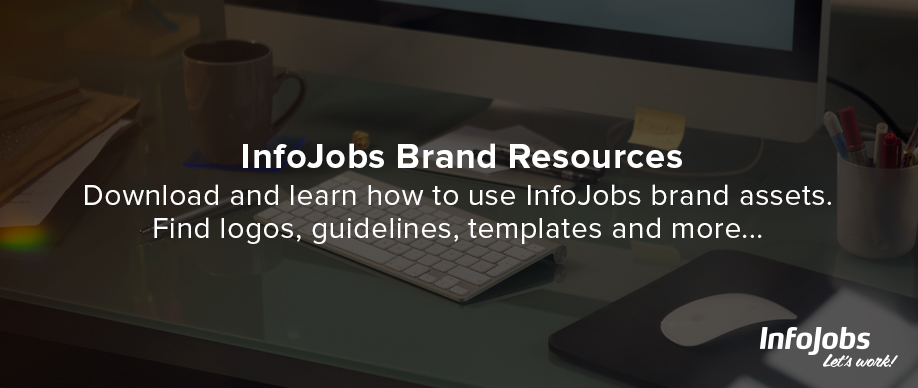 InfoJobs Brand Resources
Download and learn how to use InfoJobs brand assets.
Find logos, guidelines, templates and more...
InfoJobs
Let's work!